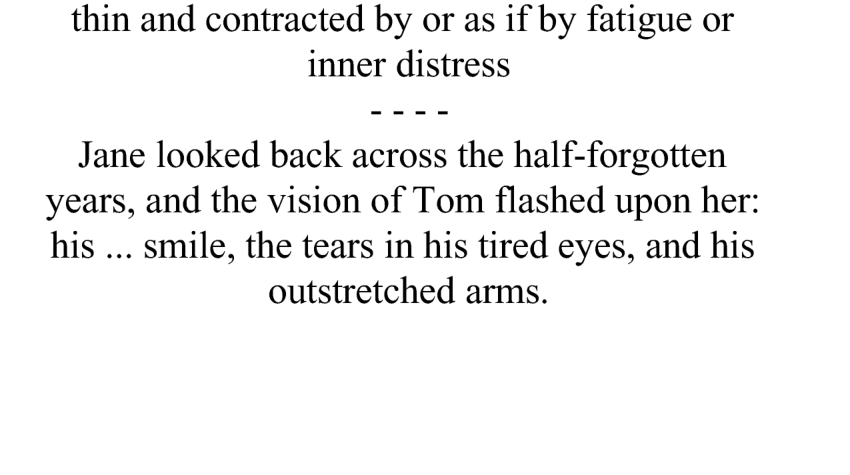 thin and contracted by or as if by fatigue or
inner distress
- - - -
Jane looked back across the half-forgotten
years, and the vision of Tom flashed upon her:
his ... smile, the tears in his tired eyes, and his
outstretched arms.